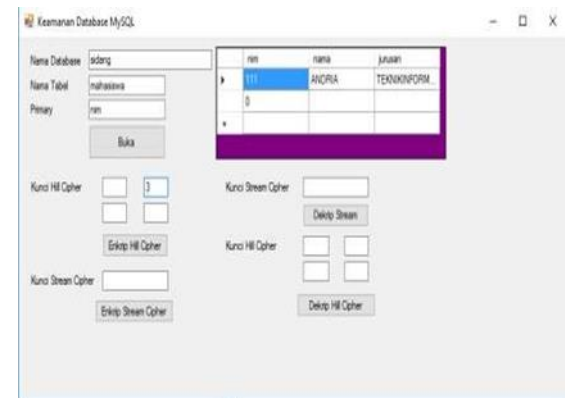 Keamanan Database MySQL
Nama Database sidang
Nama Tabel mahasiswa
Primary nim
Buka
nim nama jurusan
111 ANDRIA TEKNIKINFORM...
0
Kunci Hill Cipher 3
Enkrip Hill Cipher
Kunci Stream Cipher
Enkrip Stream Cipher
Kunci Stream Cipher
Dekrip Stream
Kunci Hill Cipher
Dekrip Hill Cipher